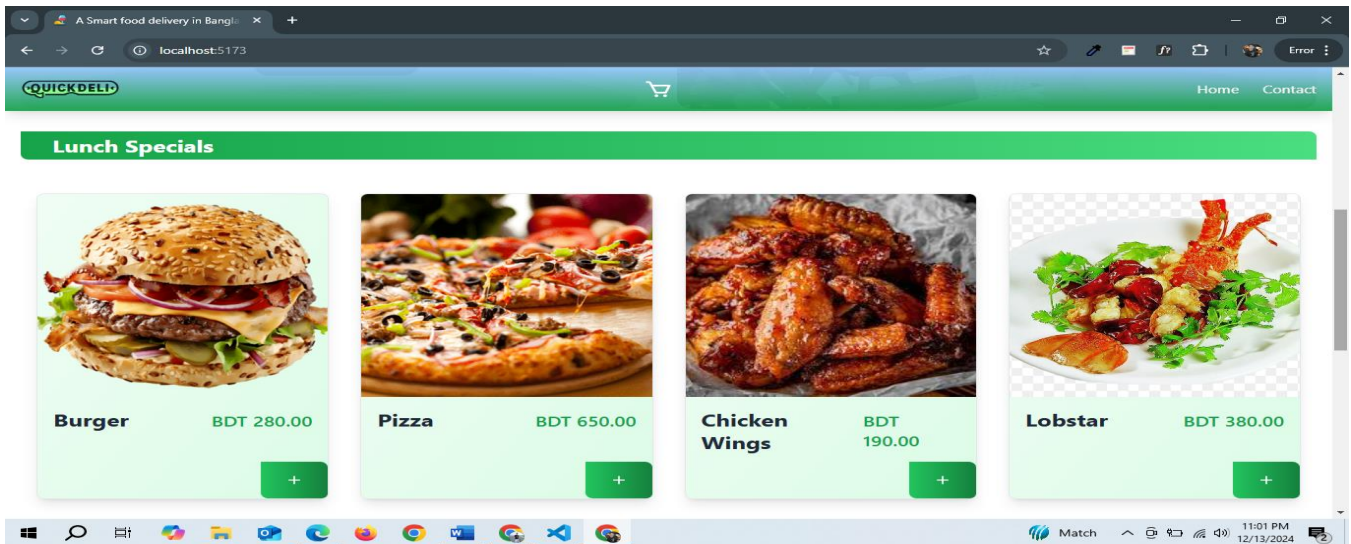 A Smart food delivery in Bangla
localhost:5173
Error
QUICKDELI
Home Contact
Lunch Specials
Burger BDT 280.00
Pizza BDT 650.00
Chicken Wings BDT 190.00
Lobstar BDT 380.00
+ + + +
Match
11:01 PM
12/13/2024
2